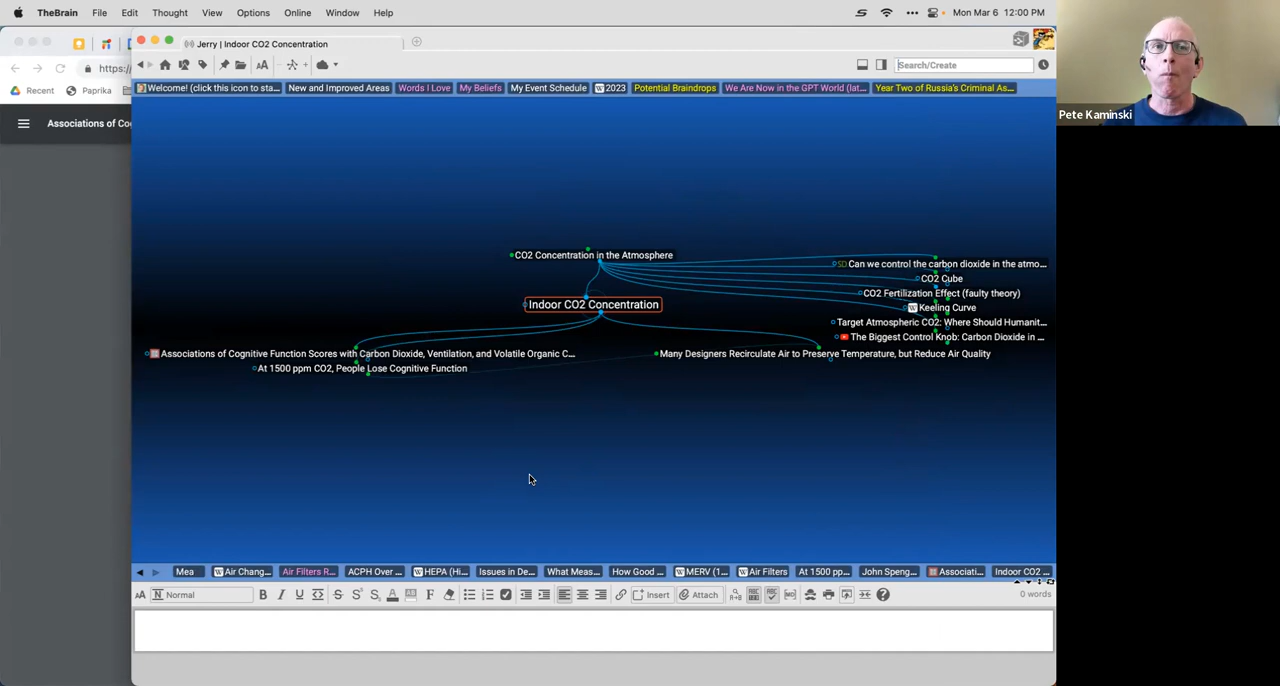 TheBrain File Edit Thought View Options Online Window Help Mon Mar 6 12:00 PM
Jerry | Indoor CO2 Concentration
https:/
Search/Create
Recent Paprika
Welcome! (click this icon to sta... New and Improved Areas Words I Love My Beliefs My Event Schedule 2023 Potential Braindrops We Are Now in the GPT World (lat... Year Two of Russia's Criminal As...
Pete Kaminski
Associations of Co
CO2 Concentration in the Atmosphere
Can we control the carbon dioxide in the atmo...
CO2 Cube
CO2 Fertilization Effect (faulty theory)
Indoor CO2 Concentration
Keeling Curve
Target Atmospheric CO2: Where Should Humanit...
The Biggest Control Knob: Carbon Dioxide in ...
Associations of Cognitive Function Scores with Carbon Dioxide, Ventilation, and Volatile Organic C...
Many Designers Recirculate Air to Preserve Temperature, but Reduce Air Quality
At 1500 ppm CO2, People Lose Cognitive Function
Mea Air Chang... Air Filters R... ACPH Over ... HEPA (Hi... Issues in De... What Meas... How Good ... MERV (1... Air Filters At 1500 pp... John Speng... Associati... Indoor CO2 ...
Normal Insert Attach 0 words